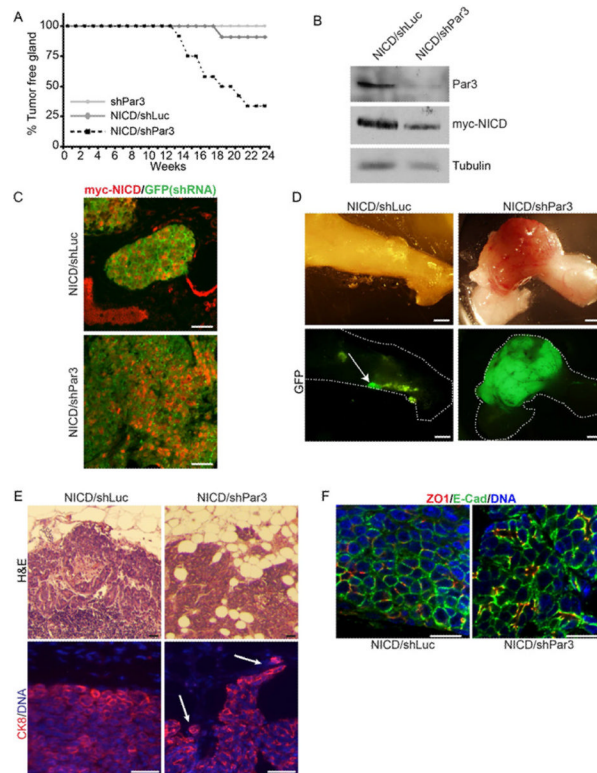 A
% Tumor free gland
100
75
50
25
0
shPar3
NICD/shLuc
NICD/shPar3
0 2 4 6 8 10 12 14 16 18 20 22 24
Weeks
B
NICD/shLuc
NICD/shPar3
Par3
myc-NICD
Tubulin
C
myc-NICD/GFP(shRNA)
NICD/shLuc
NICD/shPar3
D
NICD/shLuc NICD/shPar3
GFP
E
NICD/shLuc NICD/shPar3
H&E
CK8/DNA
F
ZO1/E-Cad/DNA
NICD/shLuc NICD/shPar3